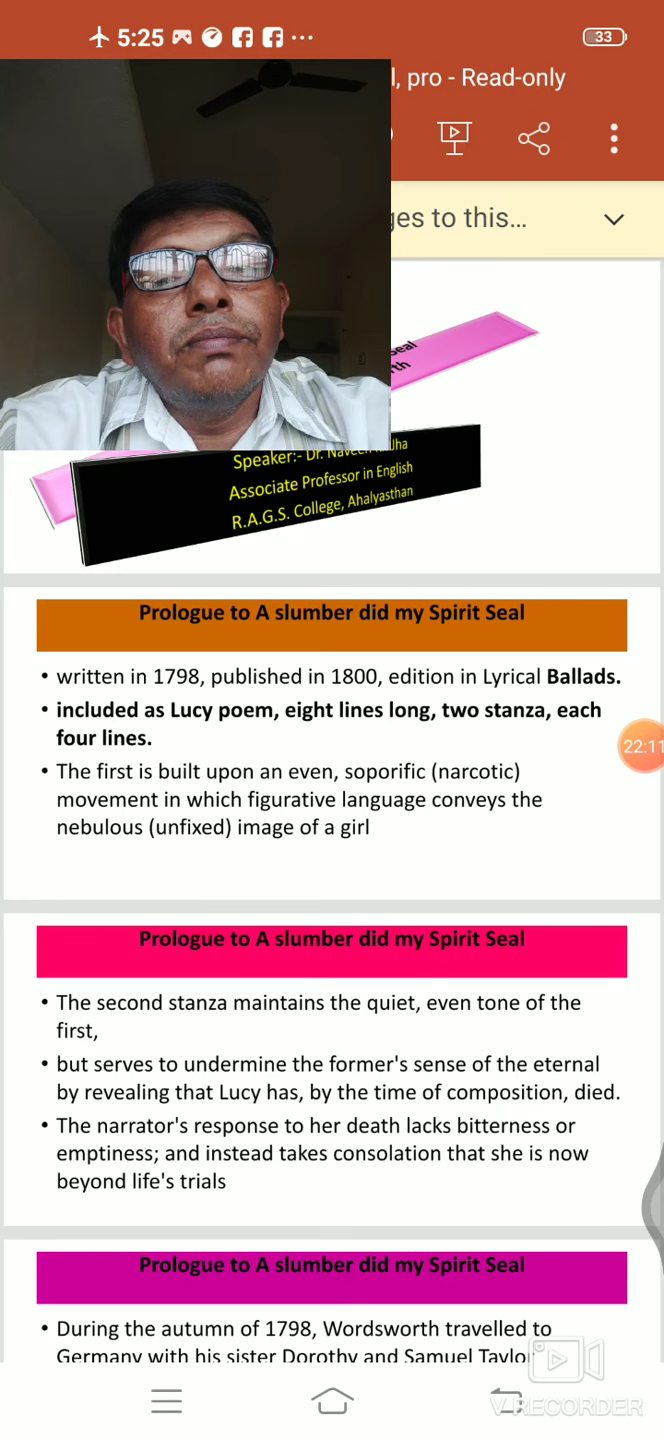 5:25
33
l, pro - Read-only
ges to this...
Seal
th
Speaker:- Dr. Naveen Jha
Associate Professor in English
R.A.G.S. College, Ahalyasthan
Prologue to A slumber did my Spirit Seal
• written in 1798, published in 1800, edition in Lyrical Ballads.
• included as Lucy poem, eight lines long, two stanza, each
four lines.
22:11
• The first is built upon an even, soporific (narcotic)
movement in which figurative language conveys the
nebulous (unfixed) image of a girl
Prologue to A slumber did my Spirit Seal
• The second stanza maintains the quiet, even tone of the
first,
• but serves to undermine the former's sense of the eternal
by revealing that Lucy has, by the time of composition, died.
• The narrator's response to her death lacks bitterness or
emptiness; and instead takes consolation that she is now
beyond life's trials
Prologue to A slumber did my Spirit Seal
• During the autumn of 1798, Wordsworth travelled to
Germany with his sister Dorothy and Samuel Taylor
V RECORDER